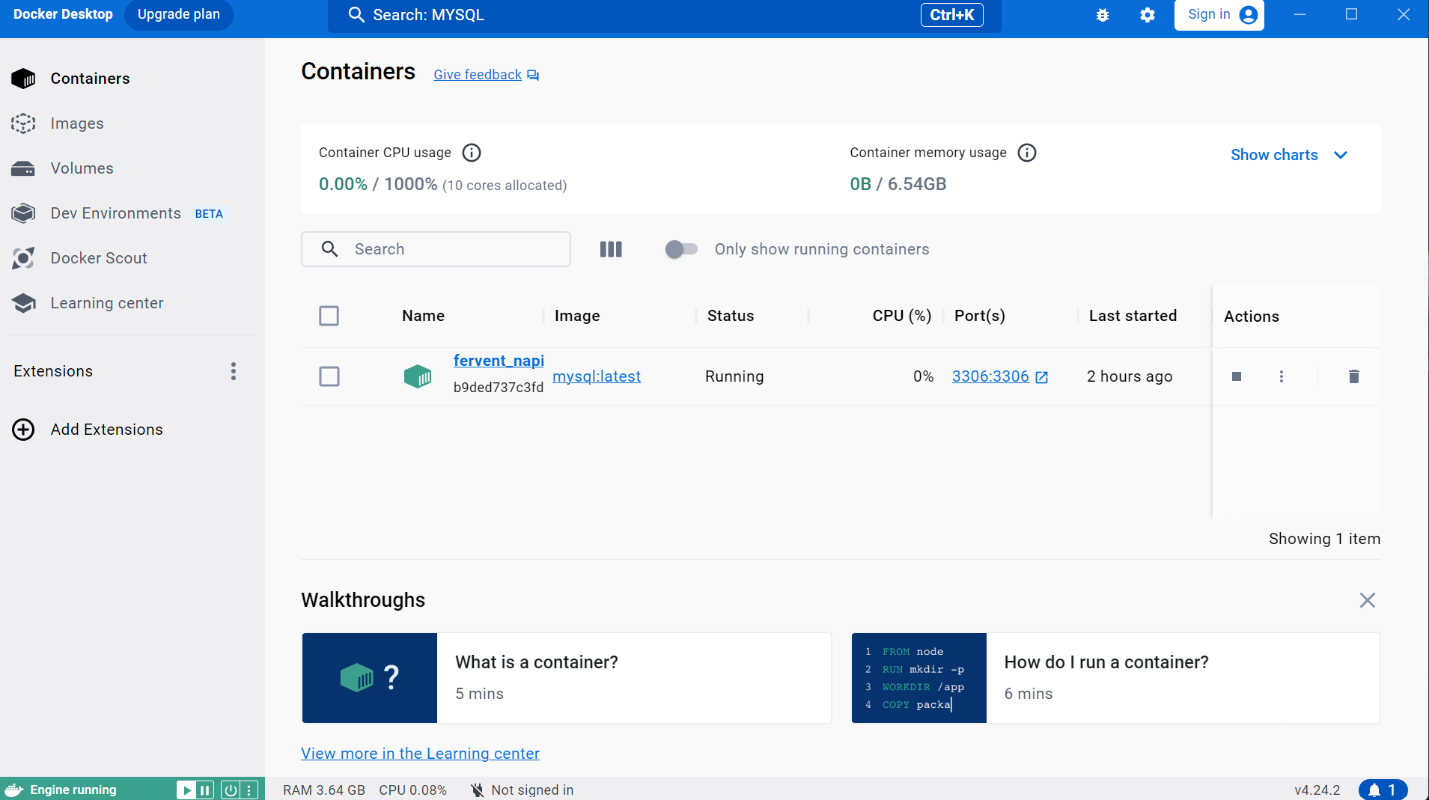 Docker Desktop Upgrade plan Search: MYSQL Ctrl+K Sign in
Containers
Images
Volumes
Dev Environments BETA
Docker Scout
Learning center
Extensions
Add Extensions
Containers Give feedback
Container CPU usage Container memory usage Show charts
0.00% / 1000% (10 cores allocated) 0B / 6.54GB
Search Only show running containers
Name Image Status CPU (%) Port(s) Last started Actions
fervent_napi
b9ded737c3fd mysql:latest Running 0% 3306:3306 2 hours ago
Showing 1 item
Walkthroughs
?
What is a container?
5 mins
1 FROM node
2 RUN mkdir -p
3 WORKDIR /app
4 COPY packa
How do I run a container?
6 mins
View more in the Learning center
Engine running RAM 3.64 GB CPU 0.08% Not signed in v4.24.2 1